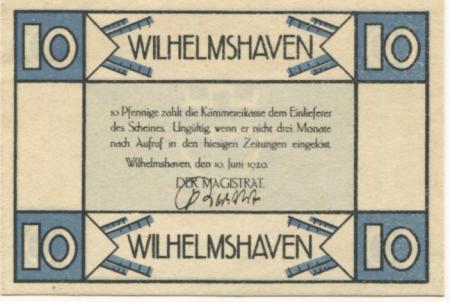 10 WILHELMSHAVEN 10
10 Pfennige zahlt die Kämmereikasse dem Einlieferer
des Scheines. Ungültig, wenn er nicht drei Monate
nach Aufruf in den hiesigen Zeitungen eingelöst.
Wilhelmshaven, den 10. Juni 1920.
DER MAGISTRAT.
10 WILHELMSHAVEN 10